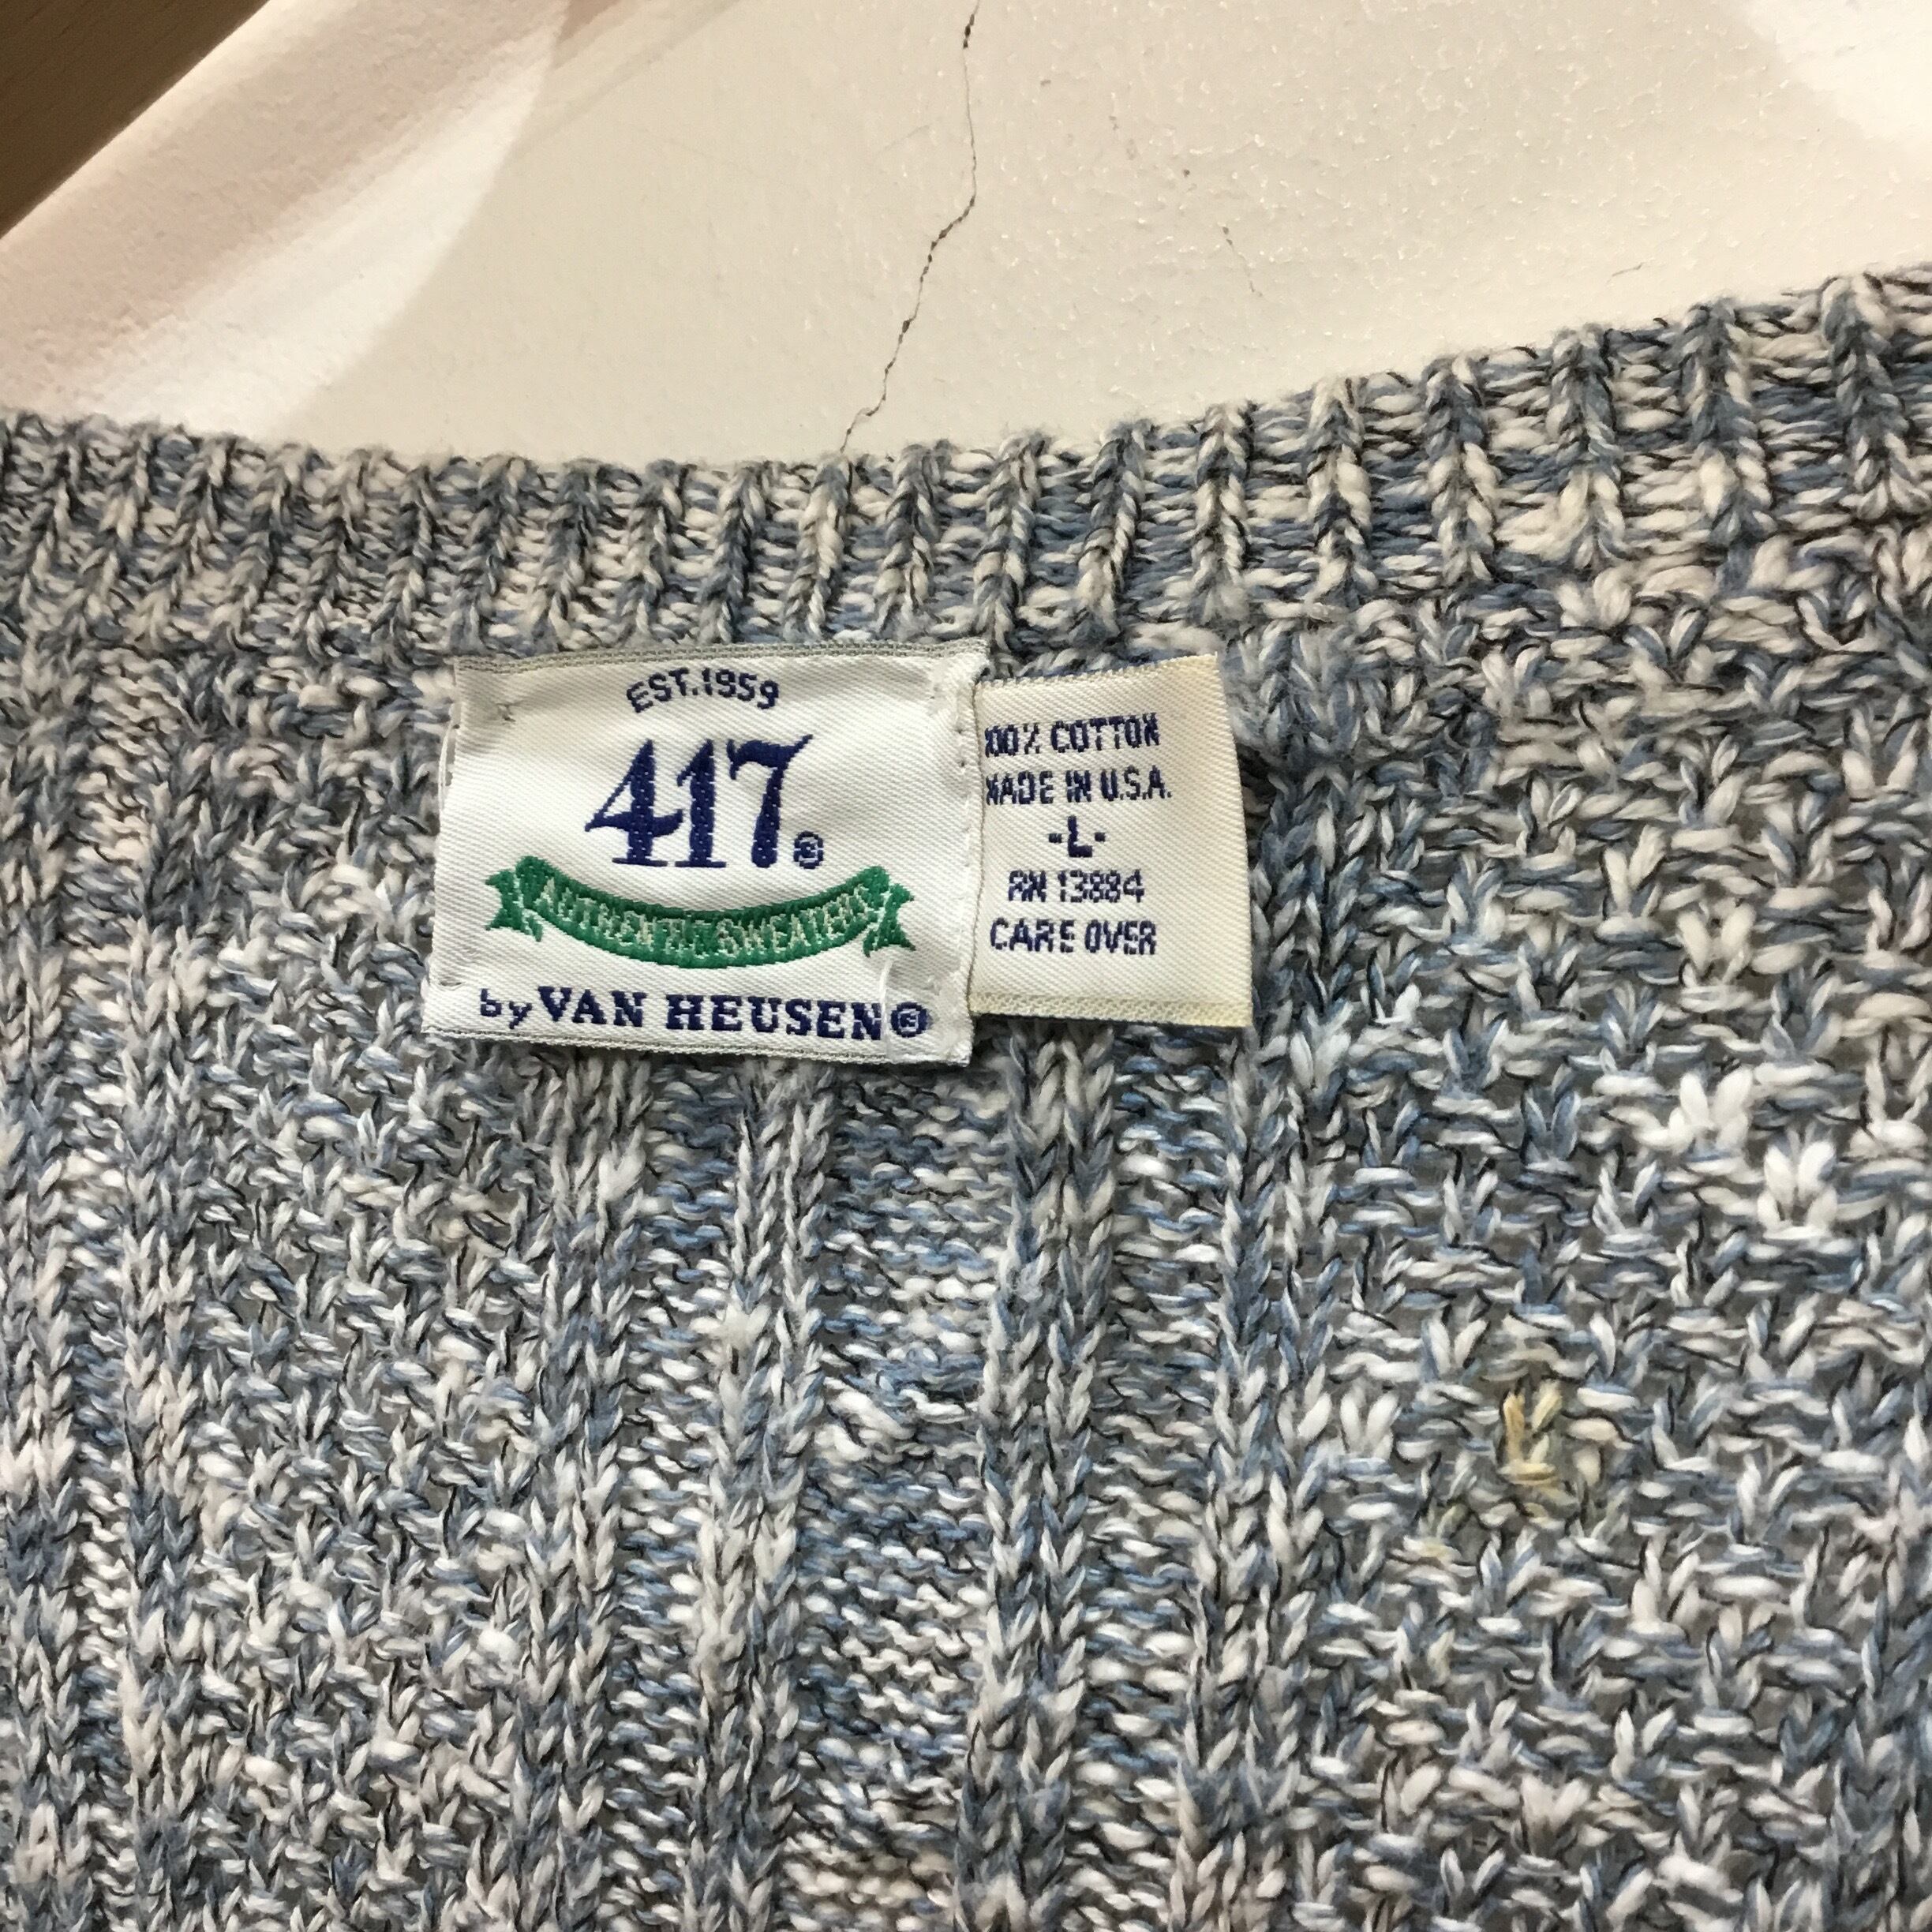 EST.1959
417®
AUTHENTIC SWEATERS
by VAN HEUSEN®
100% COTTON
MADE IN U.S.A.
-L-
RN 13884
CARE OVER